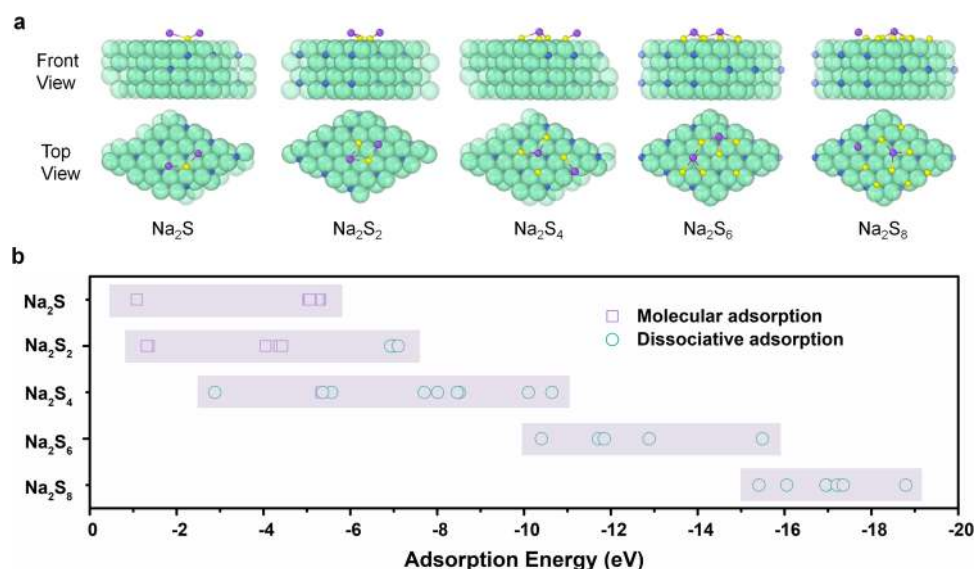 a
Front
View
Top
View
Na₂S
Na₂S₂
Na₂S₄
Na₂S₆
Na₂S₈
b
Na₂S
Na₂S₂
Na₂S₄
Na₂S₆
Na₂S₈
Molecular adsorption
Dissociative adsorption
0 -2 -4 -6 -8 -10 -12 -14 -16 -18 -20
Adsorption Energy (eV)